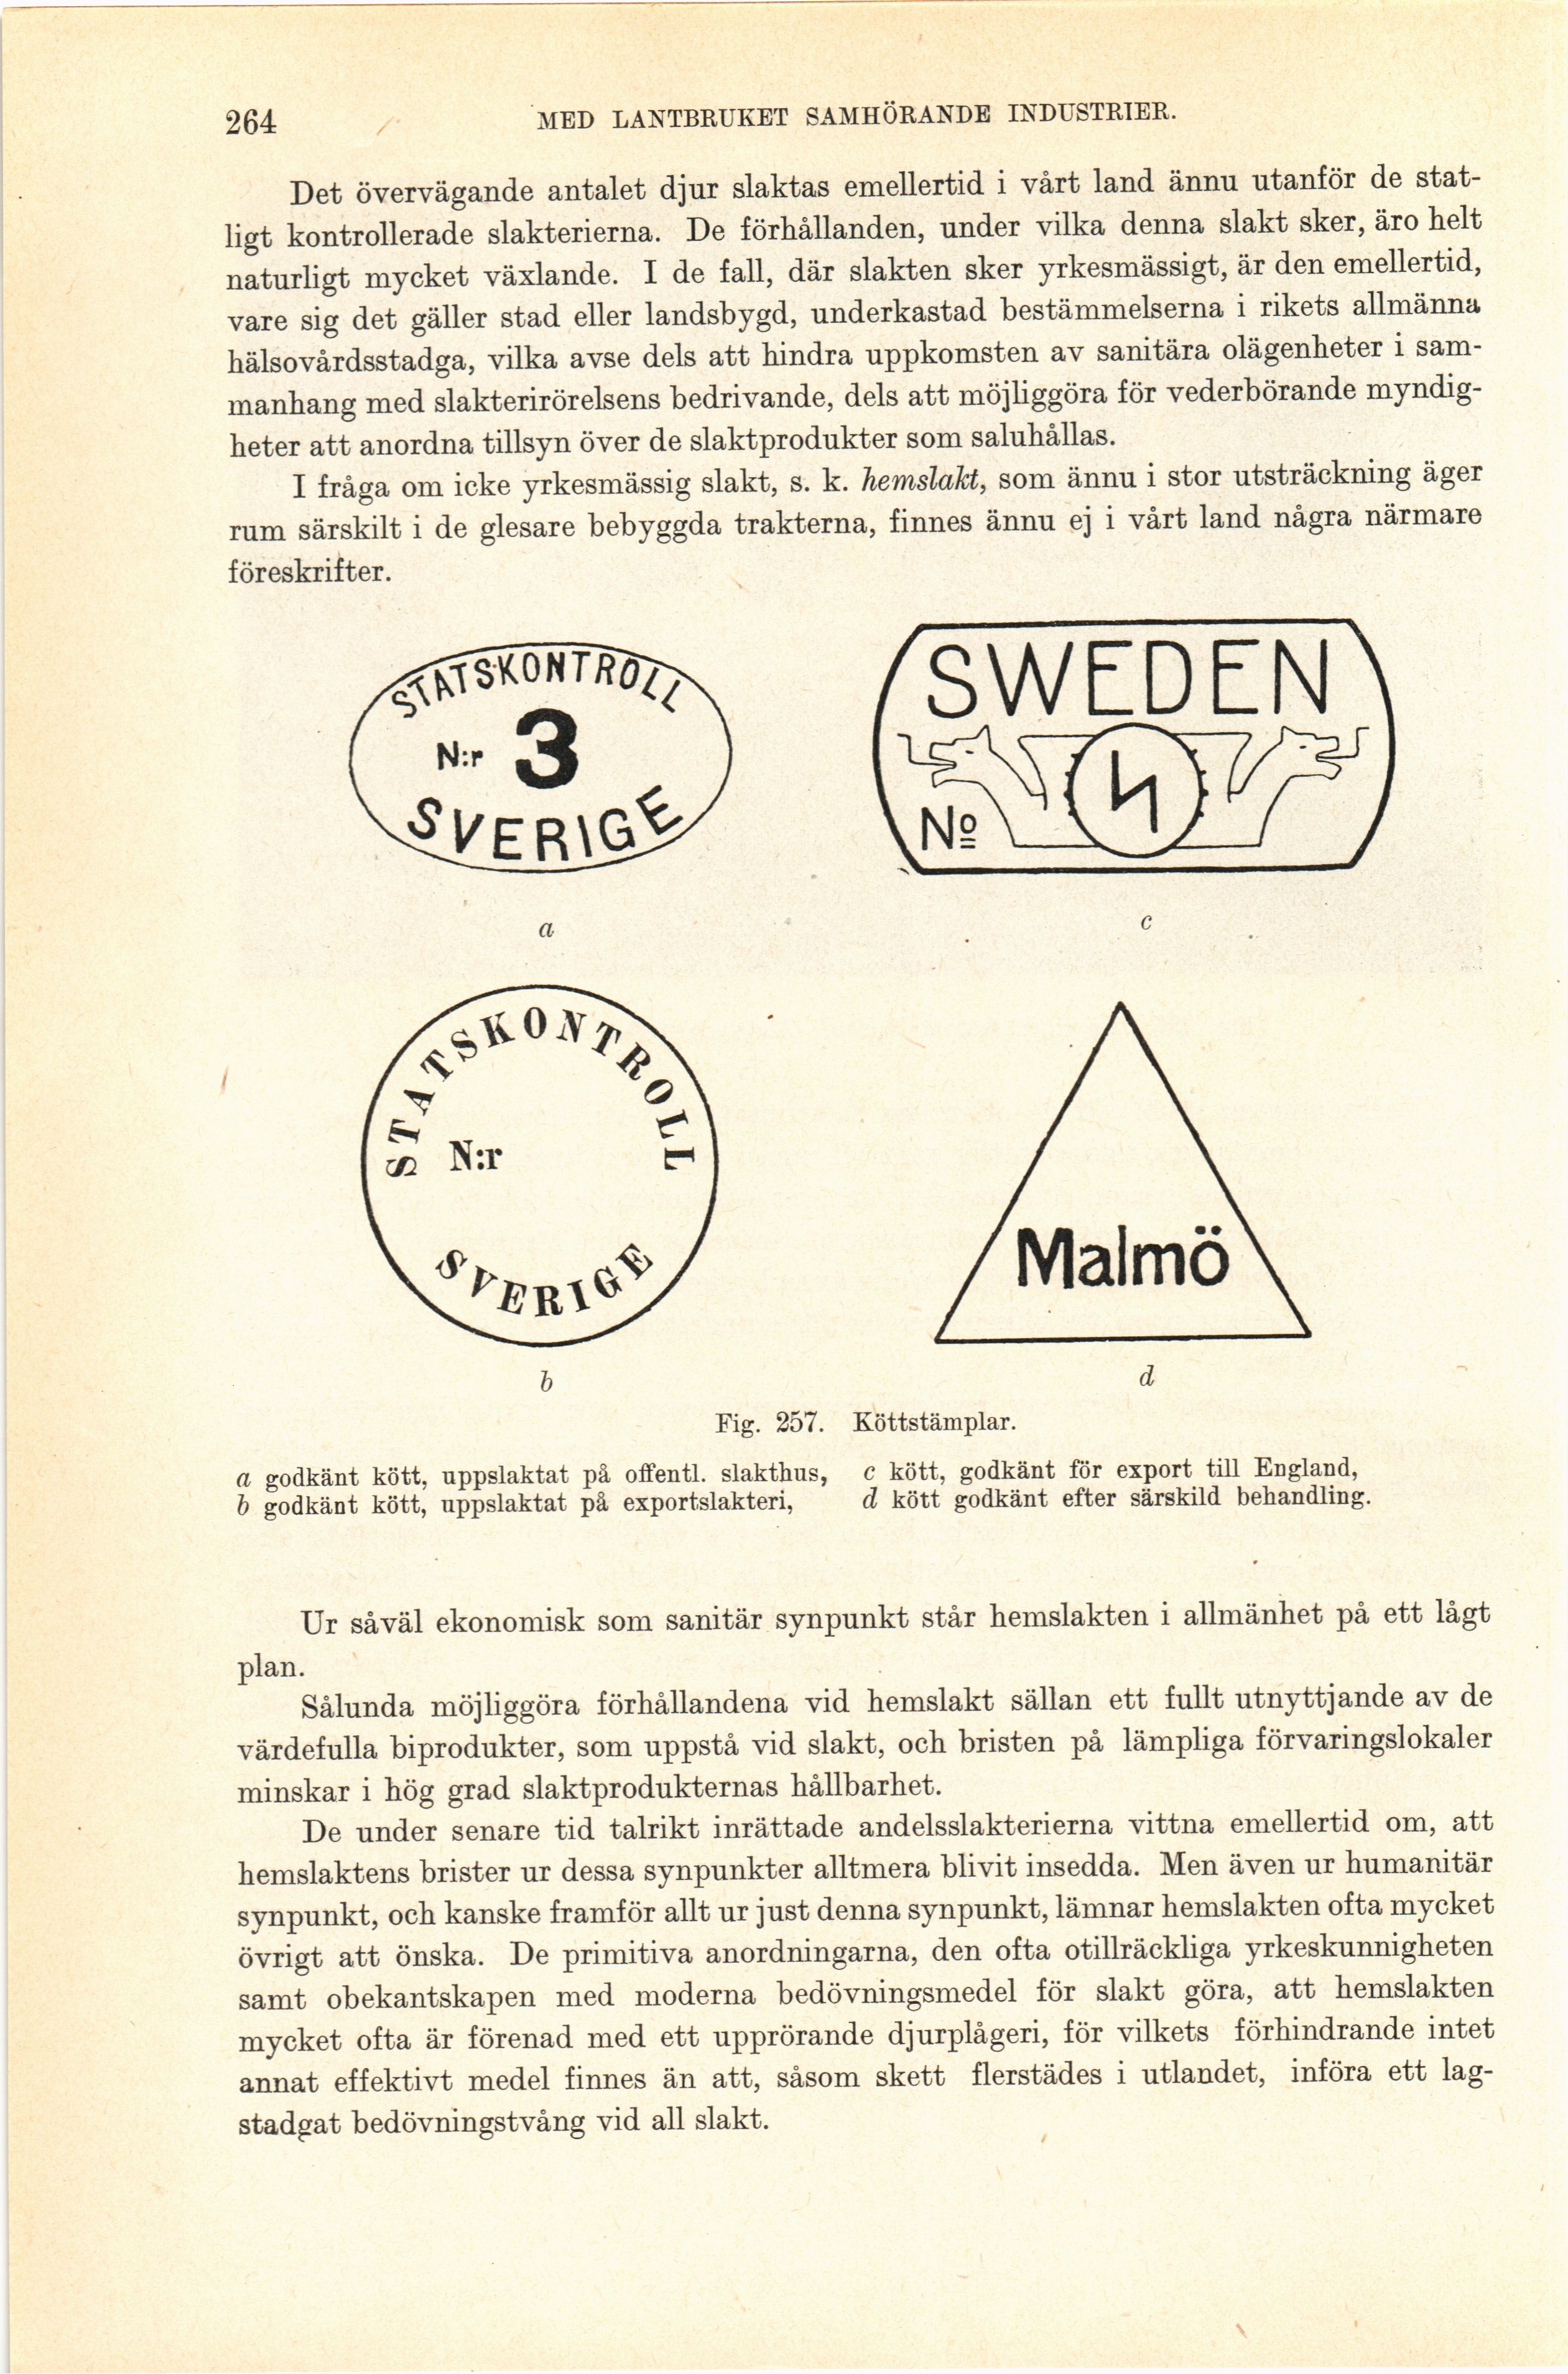 264
MED LANTBRUKET SAMHÖRANDE INDUSTRIER.
Det övervägande antalet djur slaktas emellertid i vårt land ännu utanför de stat-
ligt kontrollerade slakterierna. De förhållanden, under vilka denna slakt sker, äro helt
naturligt mycket växlande. I de fall, där slakten sker yrkesmässigt, är den emellertid,
vare sig det gäller stad eller landsbygd, underkastad bestämmelserna i rikets allmänna
hälsovårdsstadga, vilka avse dels att hindra uppkomsten av sanitära olägenheter i sam-
manhang med slakterirörelsens bedrivande, dels att möjliggöra för vederbörande myndig-
heter att anordna tillsyn över de slaktprodukter som saluhållas.
I fråga om icke yrkesmässig slakt, s. k. hemslakt, som ännu i stor utsträckning äger
rum särskilt i de glesare bebyggda trakterna, finnes ännu ej i vårt land några närmare
föreskrifter.
STATSKONTROLL
N:r 3
SVERIGE
a
SWEDEN
Nº
c
STATSKONTROLL
N:r
SVERIGE
b
Malmö
d
Fig. 257. Köttstämplar.
a godkänt kött, uppslaktat på offentl. slakthus,
b godkänt kött, uppslaktat på exportslakteri,
c kött, godkänt för export till England,
d kött godkänt efter särskild behandling.
Ur såväl ekonomisk som sanitär synpunkt står hemslakten i allmänhet på ett lågt
plan.
Sålunda möjliggöra förhållandena vid hemslakt sällan ett fullt utnyttjande av de
värdefulla biprodukter, som uppstå vid slakt, och bristen på lämpliga förvaringslokaler
minskar i hög grad slaktprodukternas hållbarhet.
De under senare tid talrikt inrättade andelsslakterierna vittna emellertid om, att
hemslaktens brister ur dessa synpunkter alltmera blivit insedda. Men även ur humanitär
synpunkt, och kanske framför allt ur just denna synpunkt, lämnar hemslakten ofta mycket
övrigt att önska. De primitiva anordningarna, den ofta otillräckliga yrkeskunnigheten
samt obekantskapen med moderna bedövningsmedel för slakt göra, att hemslakten
mycket ofta är förenad med ett upprörande djurplågeri, för vilkets förhindrande intet
annat effektivt medel finnes än att, såsom skett flerstädes i utlandet, införa ett lag-
stadgat bedövningstvång vid all slakt.